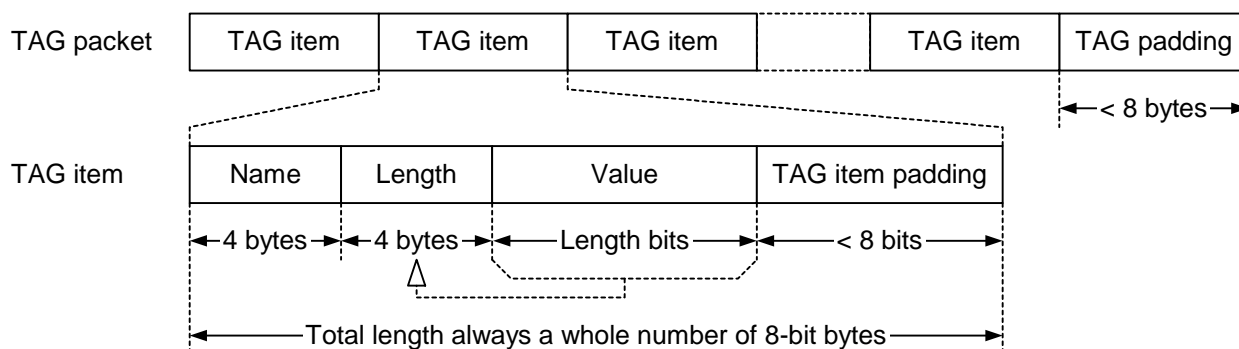 TAG packet TAG item TAG item TAG item TAG item TAG padding
< 8 bytes
TAG item Name Length Value TAG item padding
4 bytes 4 bytes Length bits < 8 bits
Total length always a whole number of 8-bit bytes